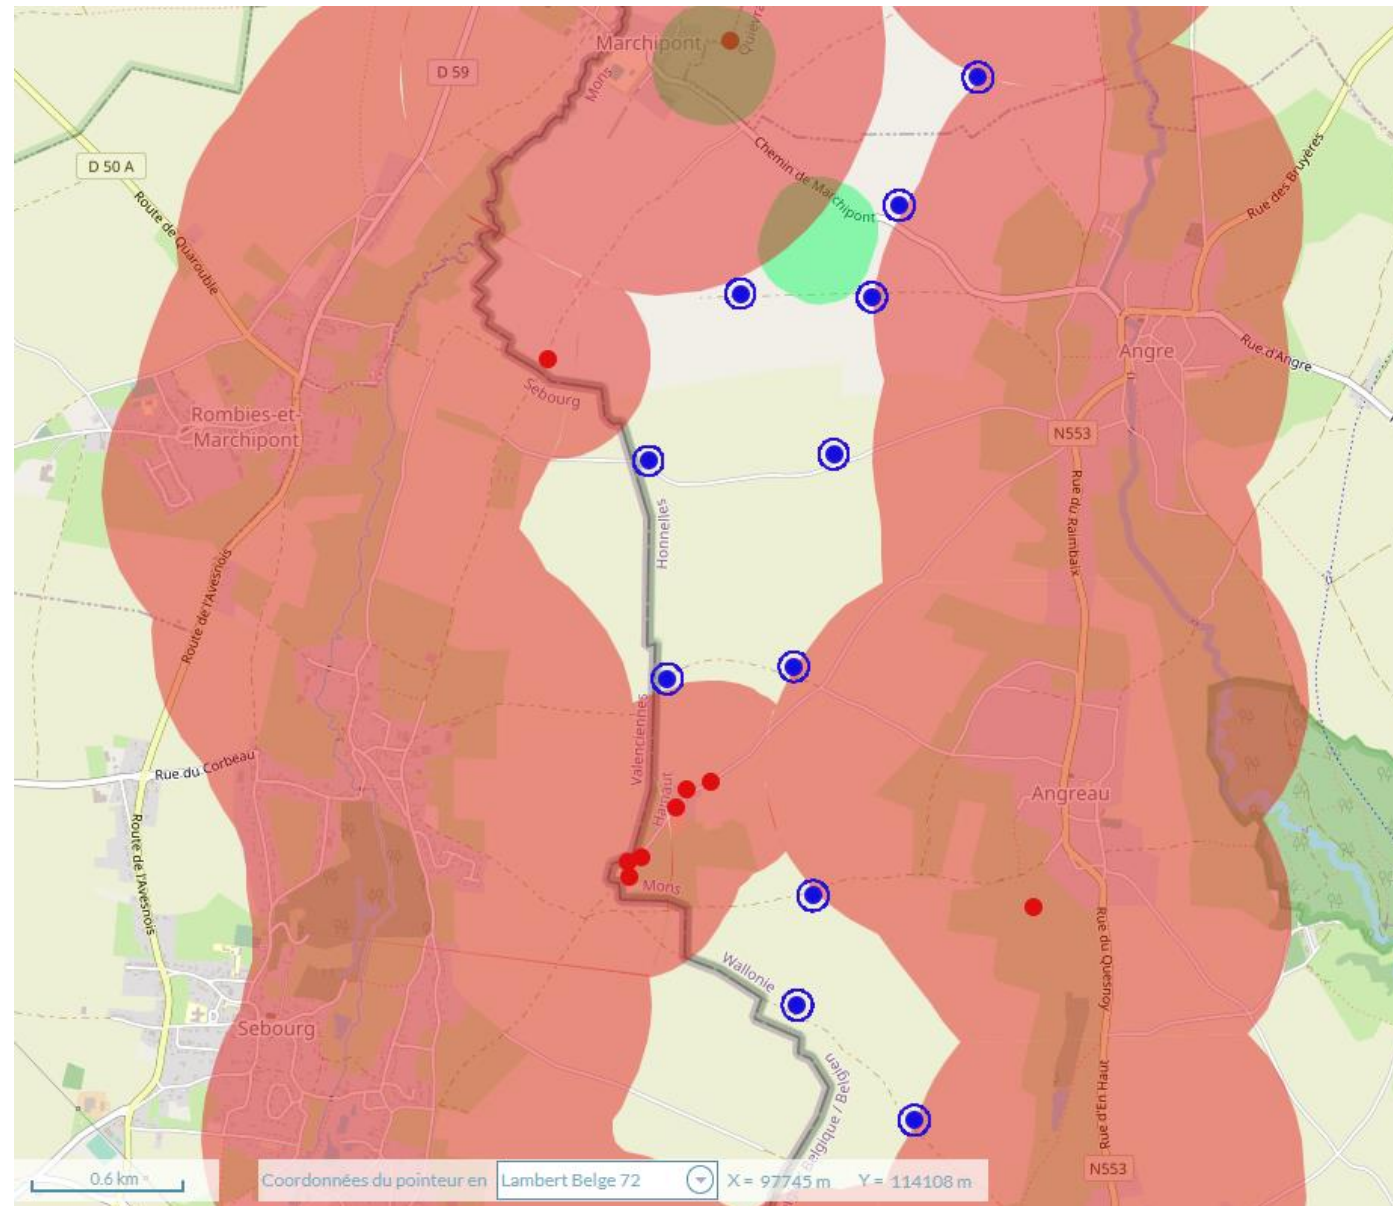 Marchipont
Quiévra
D 59
Mons
D 50 A
Chemin de Marchipont
Route de Quarouble
Rue des Bruyères
Angre
Rue d'Angre
Sebourg
Rombies-et-
Marchipont
N553
Honnelles
Rue du Raimbaix
Route de l'Avesnois
Valenciennes
Rue du Corbeau
Hainaut
Angreau
Route de l'Avesnois
Mons
Rue du Quesnoy
Wallonie
Sebourg
Belgique / Belgien
Rue d'En Haut
N553
0.6 km
Coordonnées du pointeur en Lambert Belge 72 X = 97745 m Y = 114108 m